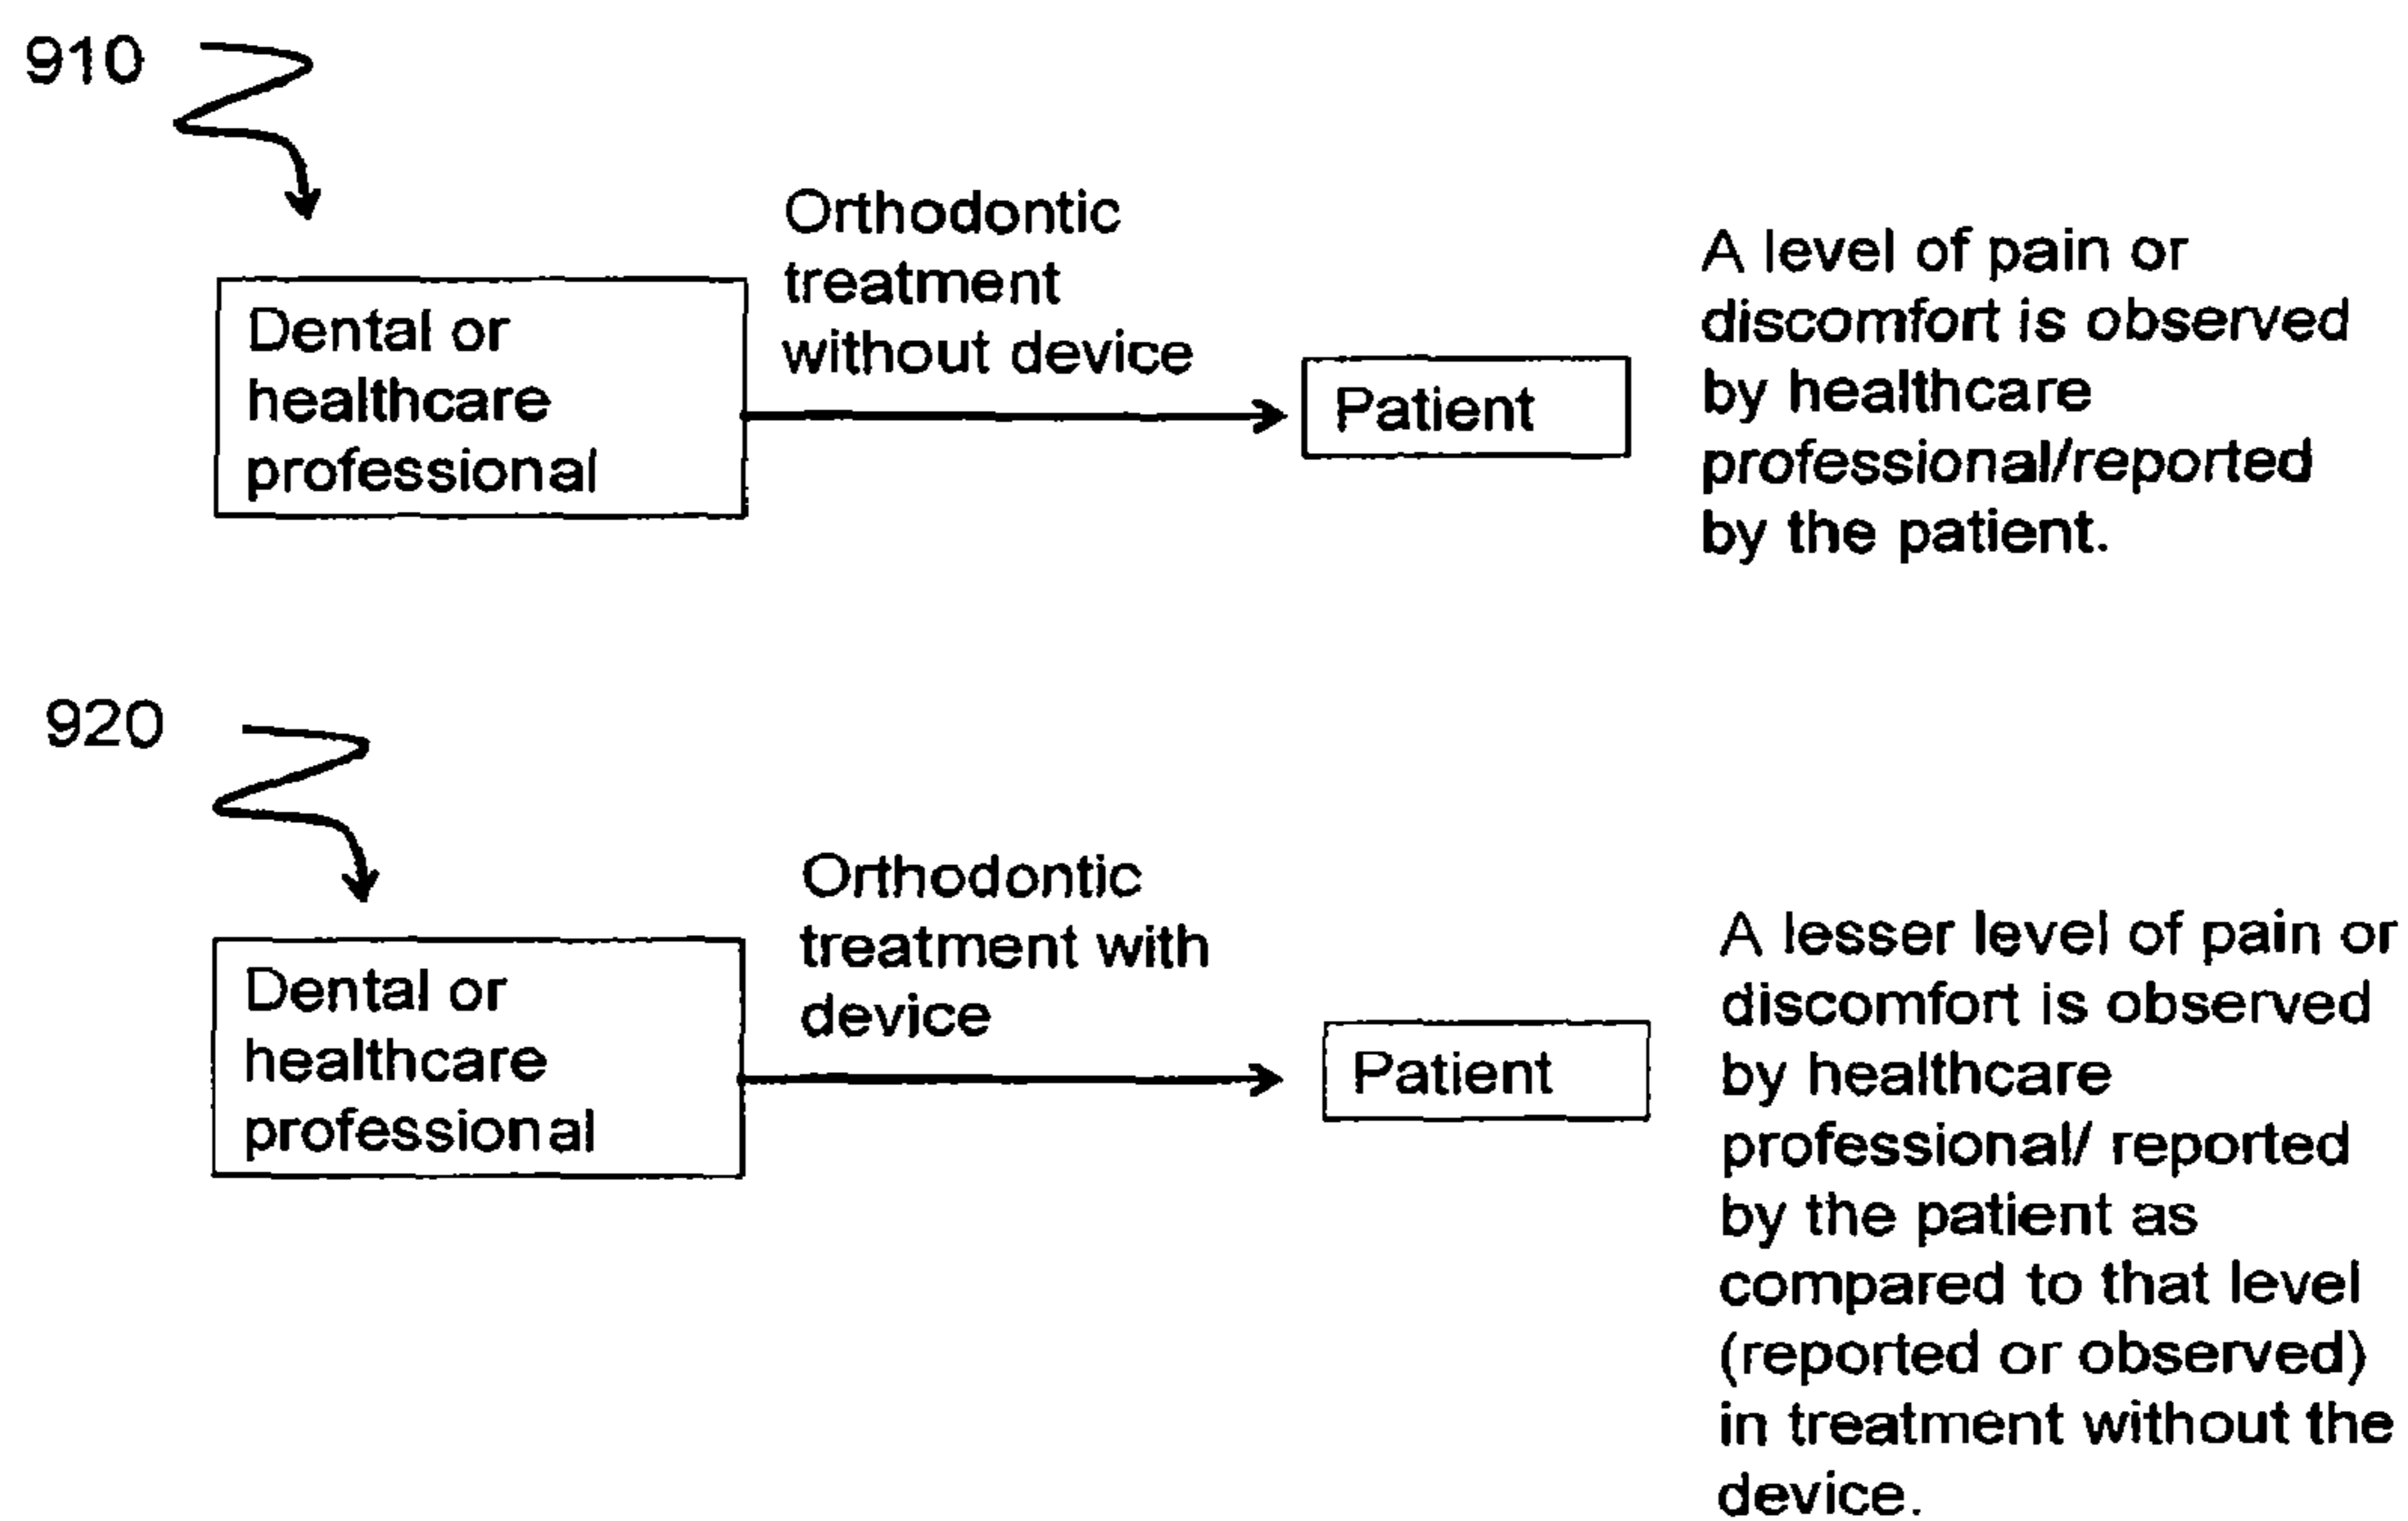 910
Orthodontic
treatment
without device
Dental or
healthcare
professional
Patient
A level of pain or
discomfort is observed
by healthcare
professional/reported
by the patient.
920
Orthodontic
treatment with
device
Dental or
healthcare
professional
Patient
A lesser level of pain or
discomfort is observed
by healthcare
professional/ reported
by the patient as
compared to that level
(reported or observed)
in treatment without the
device.